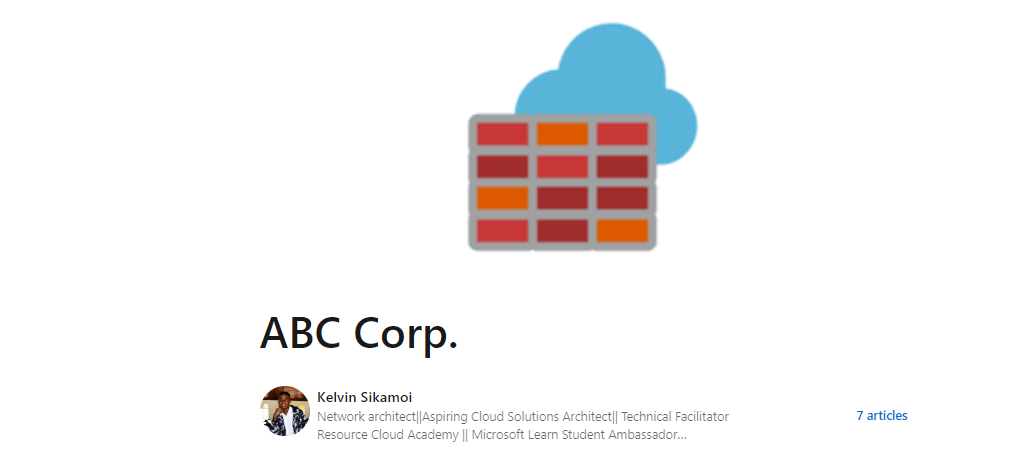 ABC Corp.
Kelvin Sikamoi
Network architect||Aspiring Cloud Solutions Architect|| Technical Facilitator
7 articles
Resource Cloud Academy || Microsoft Learn Student Ambassador...